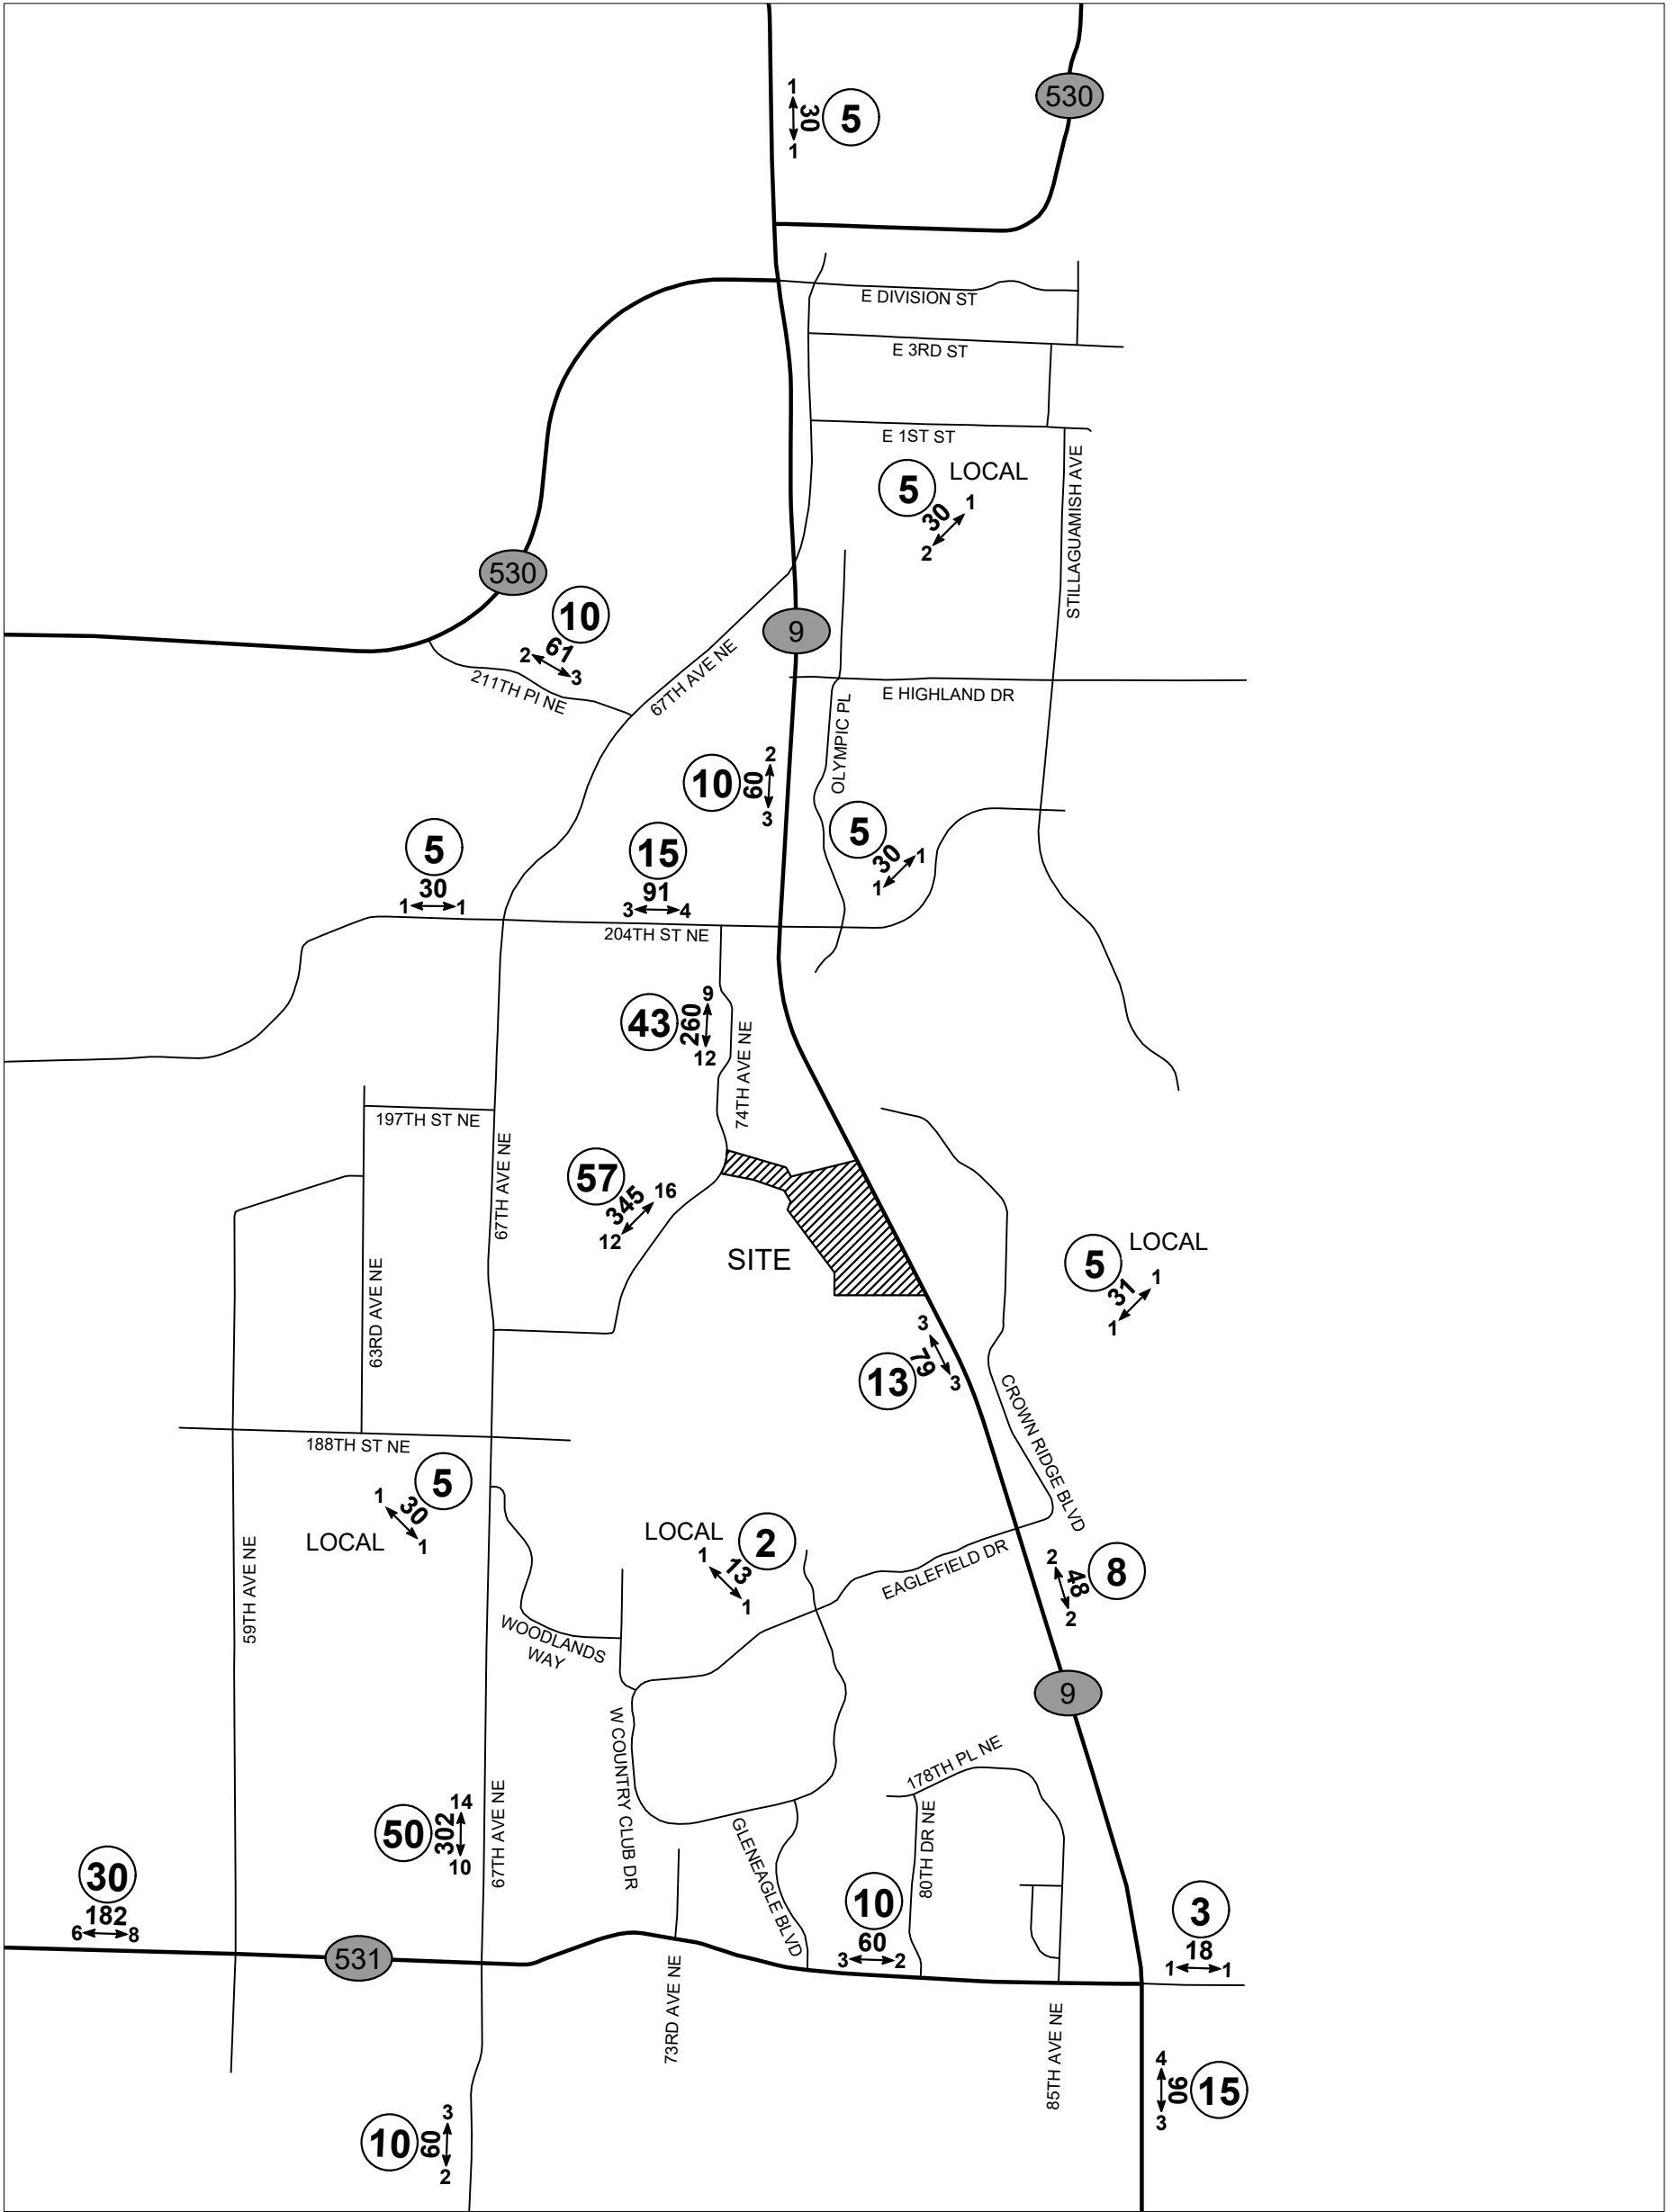 530
1
30
1
5
E DIVISION ST
E 3RD ST
E 1ST ST
LOCAL
5
30
1
2
STILLAGUAMISH AVE
530
10
2
61
3
211TH Pl NE
67TH AVE NE
9
E HIGHLAND DR
OLYMPIC PL
10
2
60
3
5
30
1
1
15
91
3
4
5
30
1
1
204TH ST NE
43
9
260
12
74TH AVE NE
197TH ST NE
67TH AVE NE
57
345
16
12
SITE
LOCAL
5
31
1
1
63RD AVE NE
3
79
3
13
CROWN RIDGE BLVD
188TH ST NE
5
1
30
1
LOCAL
LOCAL
2
1
13
1
EAGLEFIELD DR
2
48
2
8
59TH AVE NE
WOODLANDS
WAY
9
W COUNTRY CLUB DR
178TH PL NE
50
14
302
10
67TH AVE NE
GLENEAGLE BLVD
80TH DR NE
30
182
6
8
10
60
3
2
3
18
1
1
531
73RD AVE NE
85TH AVE NE
4
90
3
15
10
3
60
2